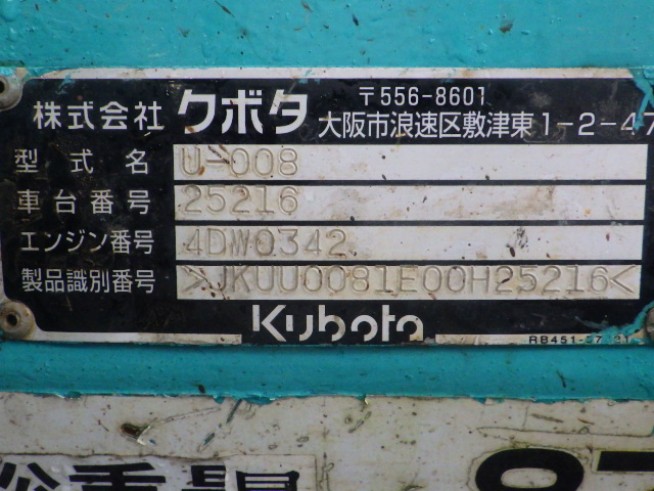 株式会社 クボタ 〒556-8601
大阪市浪速区敷津東1-2-47
型式名 U-008
車台番号 25216
エンジン番号 4DW0342
製品識別番号 >JKUU0081E00H25216<
Kubota